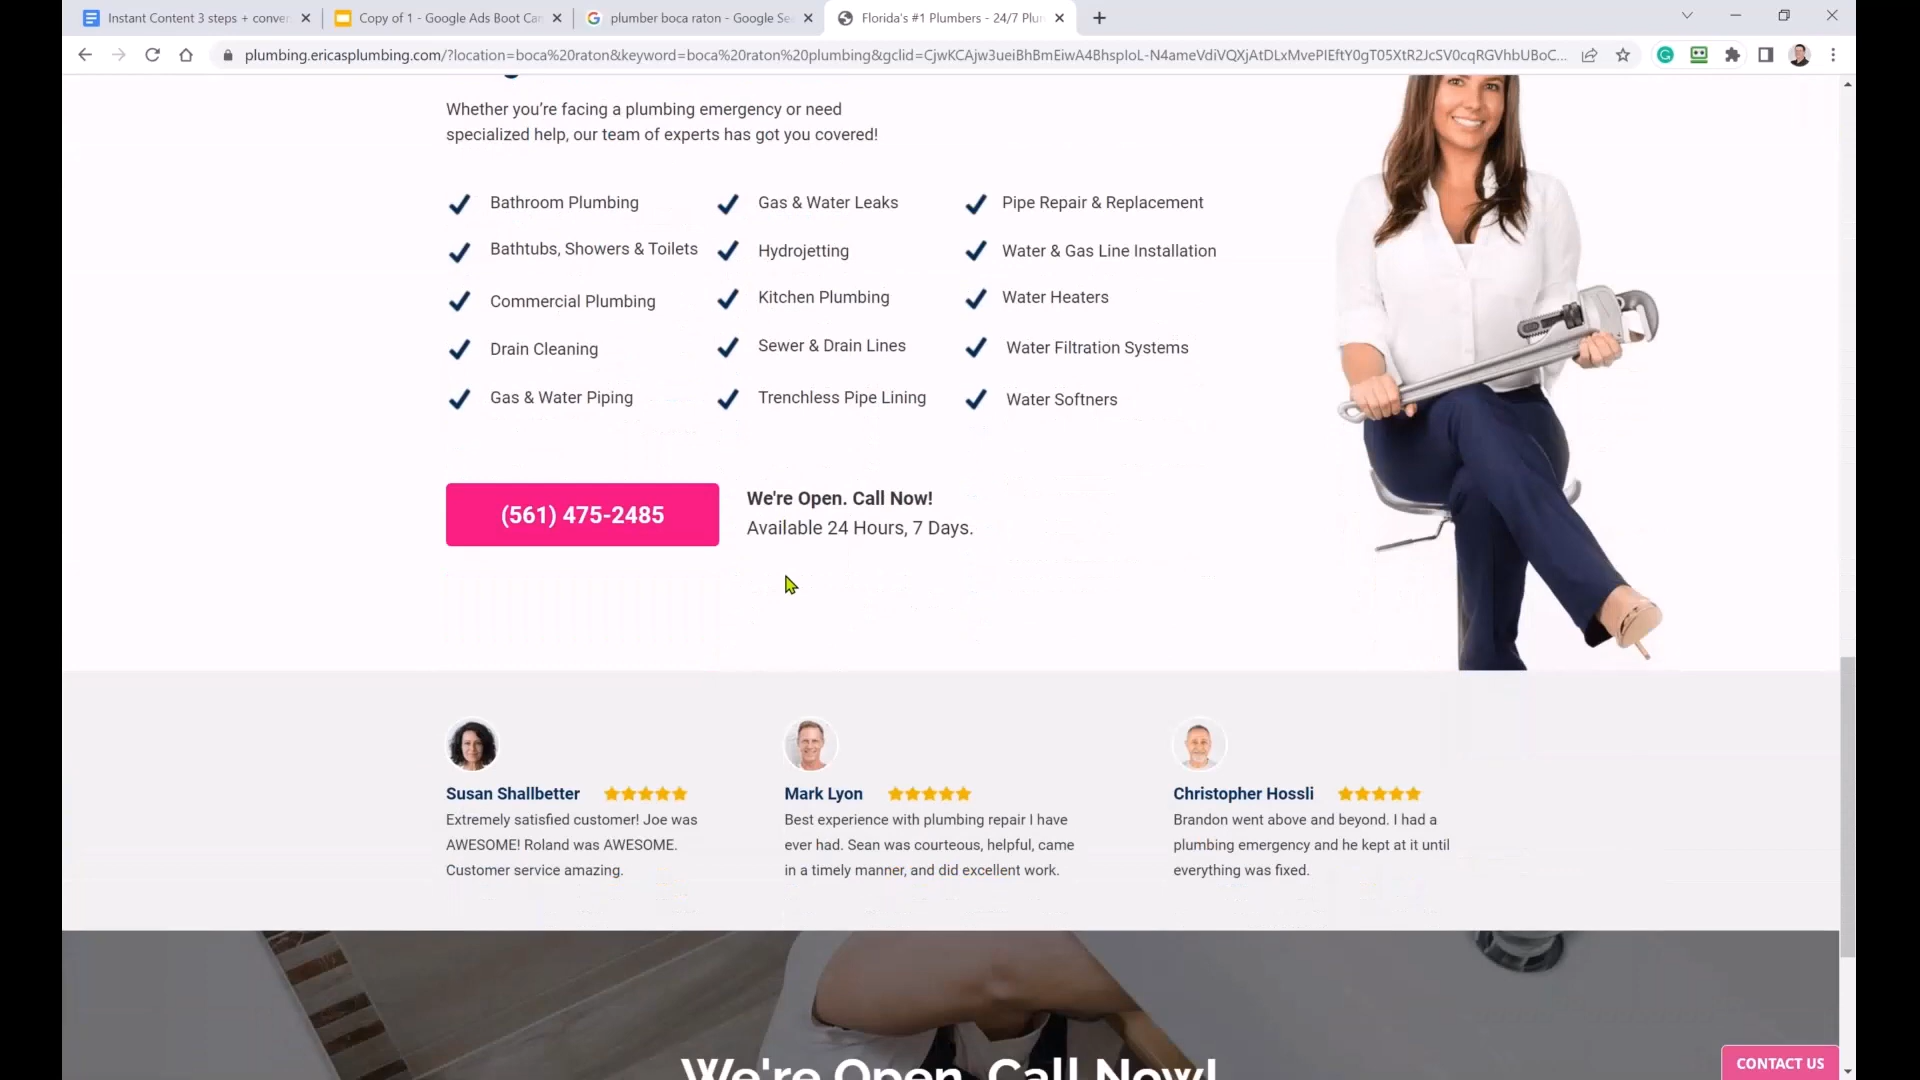 Instant Content 3 steps + conver
Copy of 1 - Google Ads Boot Car
plumber boca raton - Google Se
Florida's #1 Plumbers - 24/7 Plu
plumbing.ericasplumbing.com/?location=boca%20raton&keyword=boca%20raton%20plumbing&gclid=CjwKCAjw3ueiBhBmEiwA4BhspIoL-N4ameVdiVQXjAtDLxMvePIEftY0gT05XtR2JcSV0cqRGVhbUBoC...
Whether you're facing a plumbing emergency or need
specialized help, our team of experts has got you covered!
Bathroom Plumbing
Gas & Water Leaks
Pipe Repair & Replacement
Bathtubs, Showers & Toilets
Hydrojetting
Water & Gas Line Installation
Commercial Plumbing
Kitchen Plumbing
Water Heaters
Drain Cleaning
Sewer & Drain Lines
Water Filtration Systems
Gas & Water Piping
Trenchless Pipe Lining
Water Softners
(561) 475-2485
We're Open. Call Now!
Available 24 Hours, 7 Days.
Susan Shallbetter
Extremely satisfied customer! Joe was
AWESOME! Roland was AWESOME.
Customer service amazing.
Mark Lyon
Best experience with plumbing repair I have
ever had. Sean was courteous, helpful, came
in a timely manner, and did excellent work.
Christopher Hossli
Brandon went above and beyond. I had a
plumbing emergency and he kept at it until
everything was fixed.
We're Open. Call Now!
CONTACT US